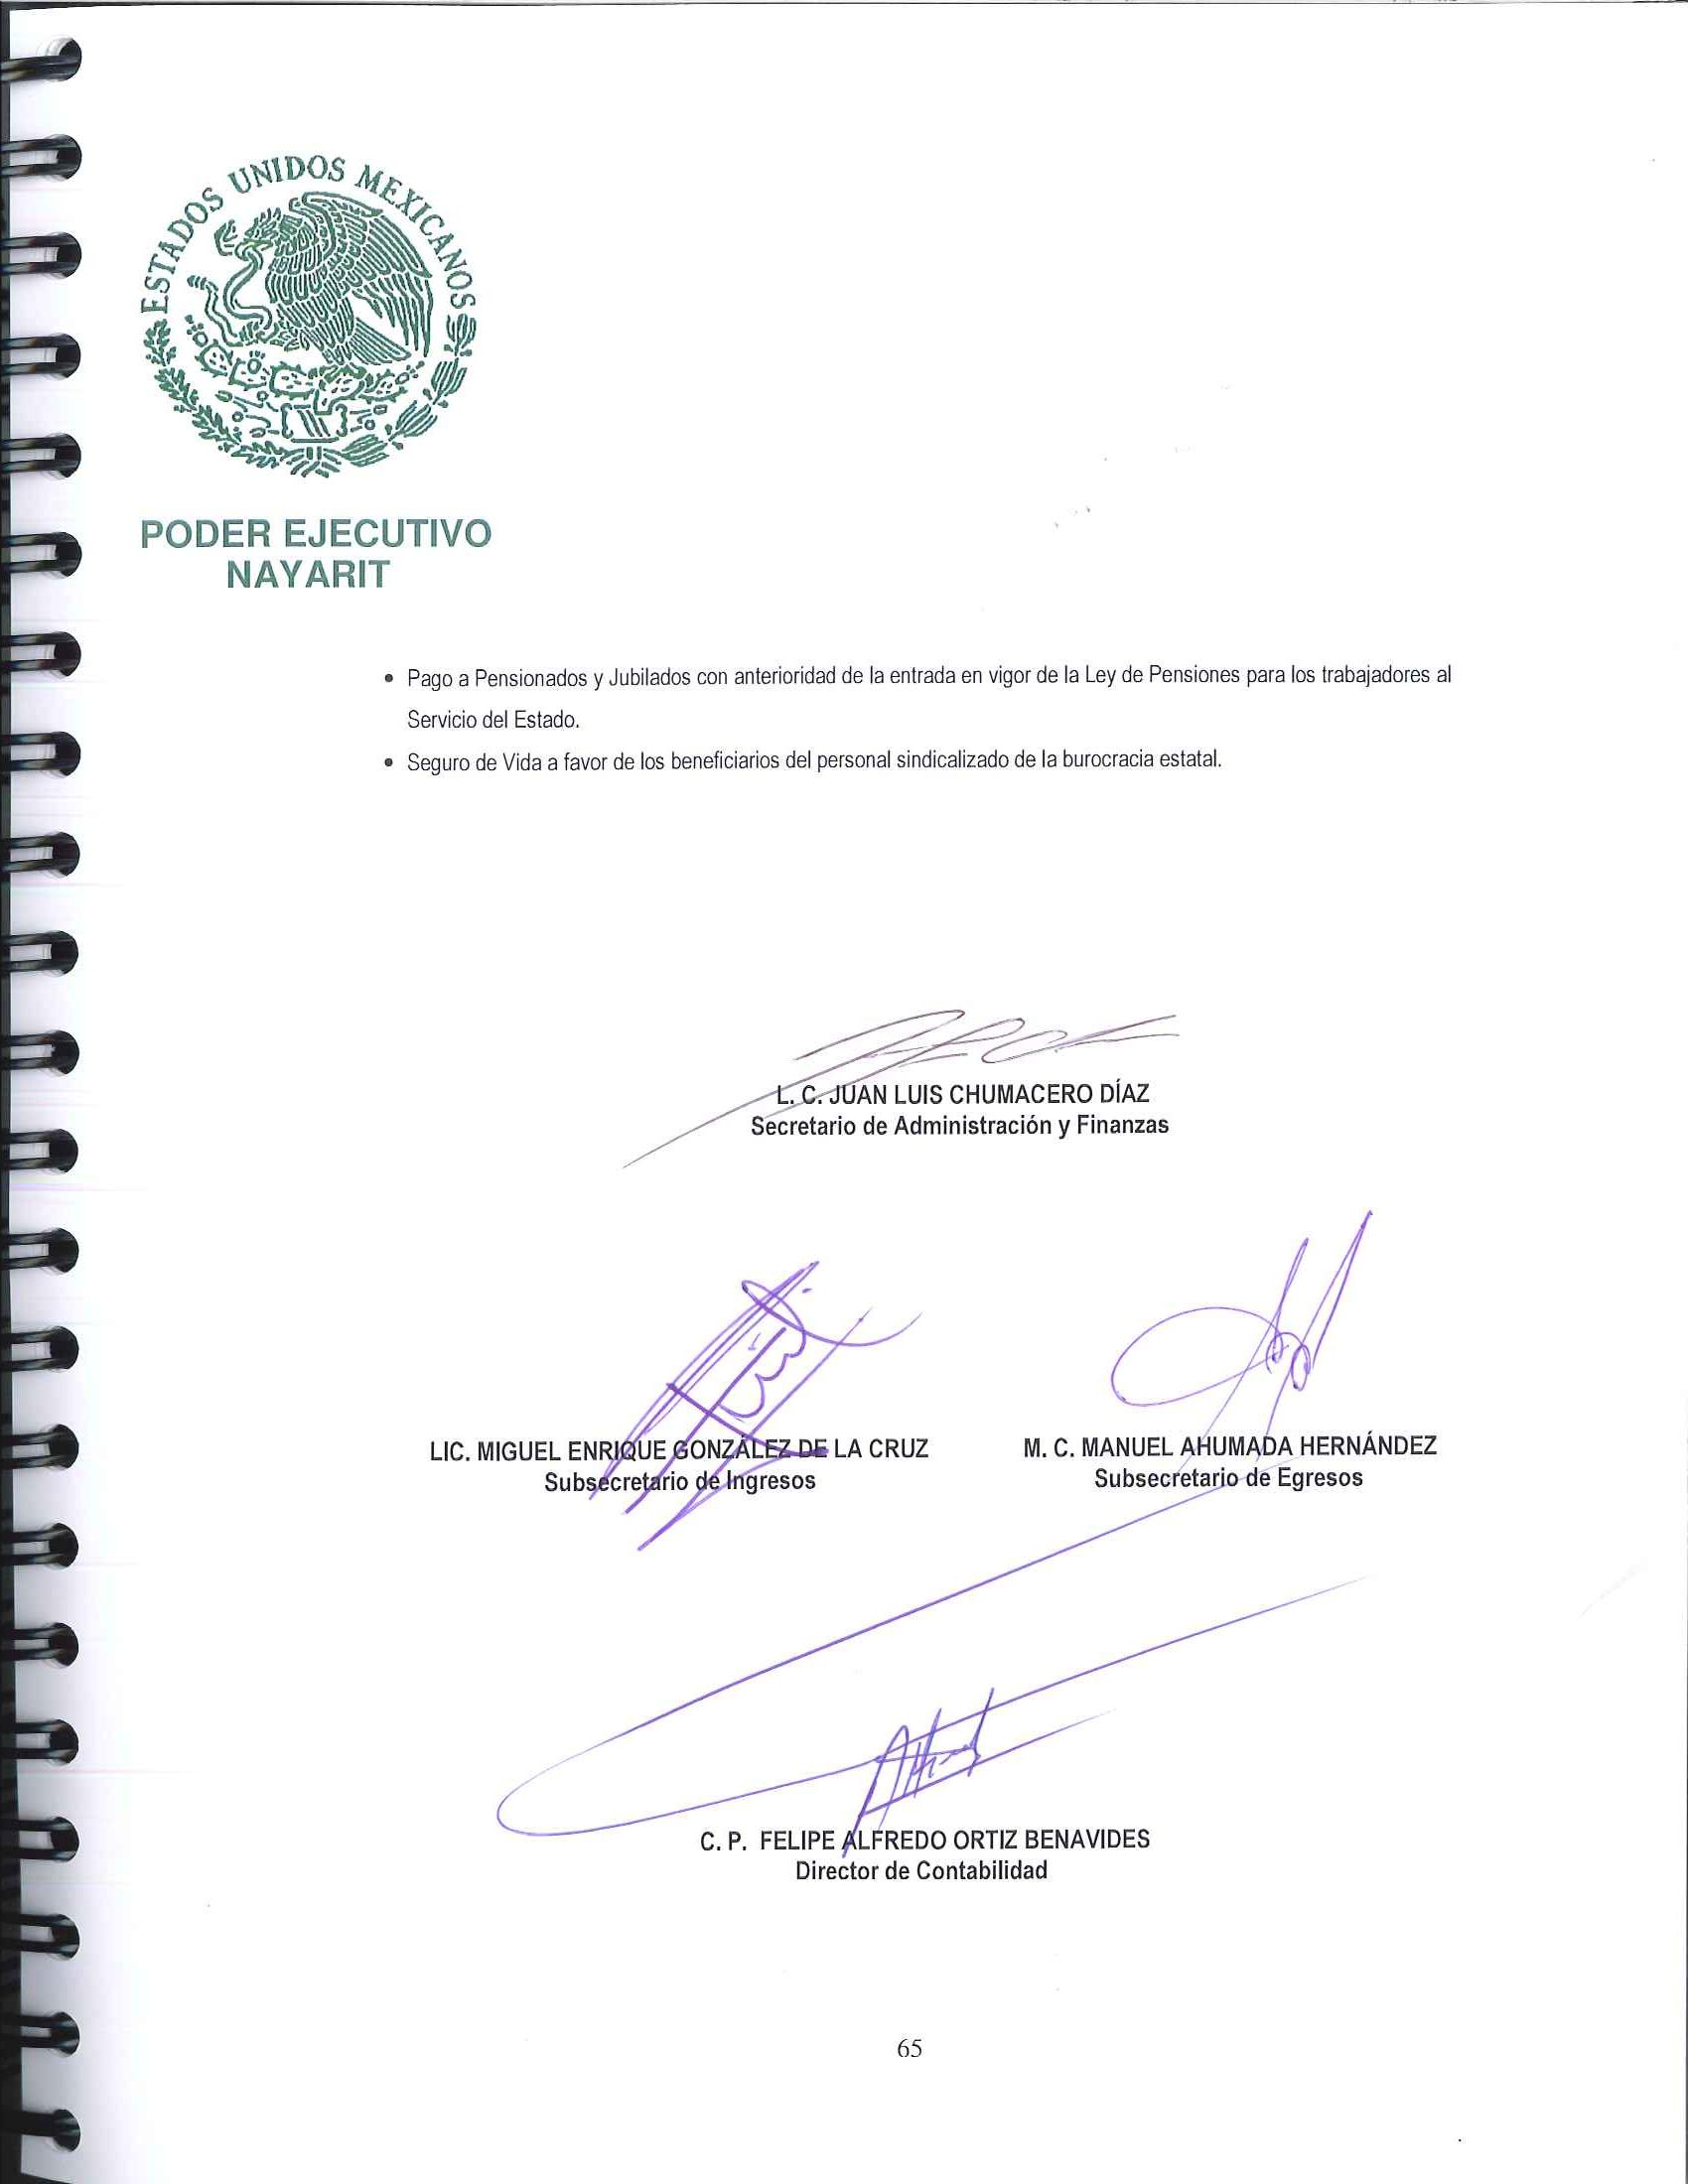 ESTADOS UNIDOS MEXICANOS
PODER EJECUTIVO
NAYARIT
• Pago a Pensionados y Jubilados con anterioridad de la entrada en vigor de la Ley de Pensiones para los trabajadores al
Servicio del Estado.
• Seguro de Vida a favor de los beneficiarios del personal sindicalizado de la burocracia estatal.
L. C. JUAN LUIS CHUMACERO DÍAZ
Secretario de Administración y Finanzas
LIC. MIGUEL ENRIQUE GONZÁLEZ DE LA CRUZ
Subsecretario de Ingresos
M. C. MANUEL AHUMADA HERNÁNDEZ
Subsecretario de Egresos
C. P. FELIPE ALFREDO ORTIZ BENAVIDES
Director de Contabilidad
65